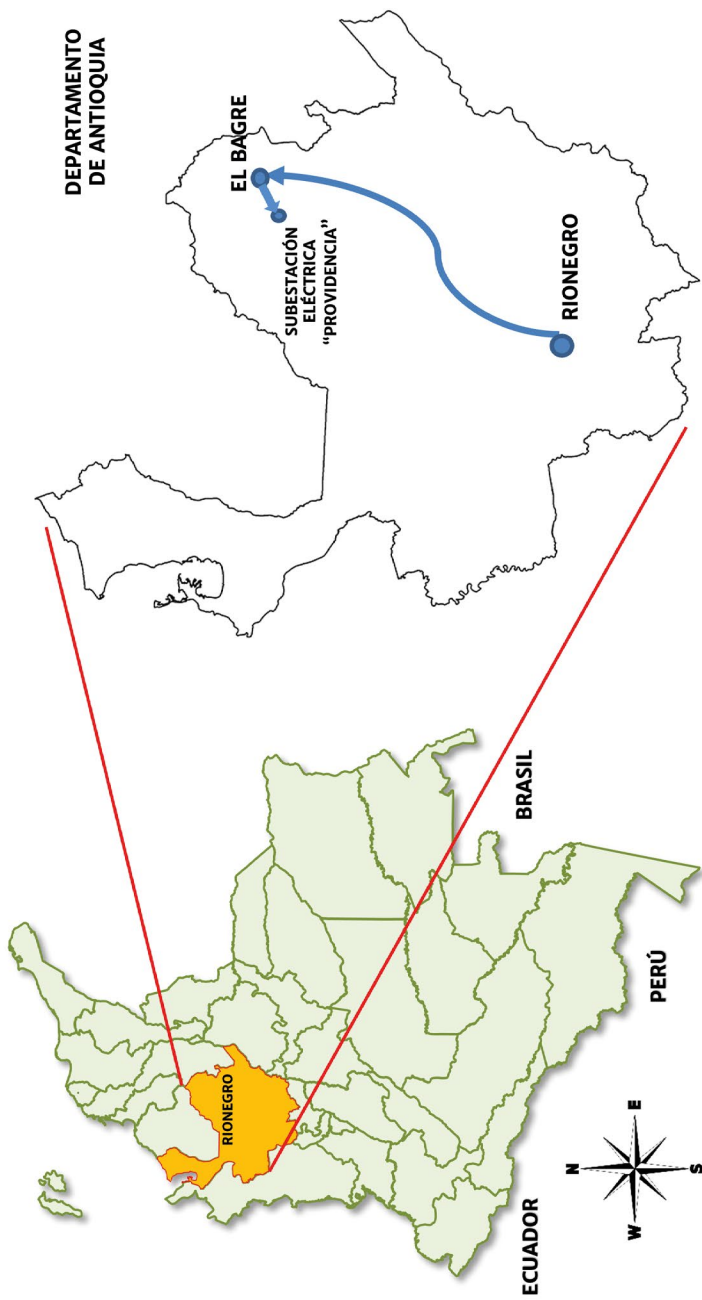 DEPARTAMENTO
DE ANTIOQUIA
EL BAGRE
SUBESTACIÓN
ELÉCTRICA
“PROVIDENCIA”
RIONEGRO
RIONEGRO
BRASIL
PERÚ
ECUADOR
N
E
W
S